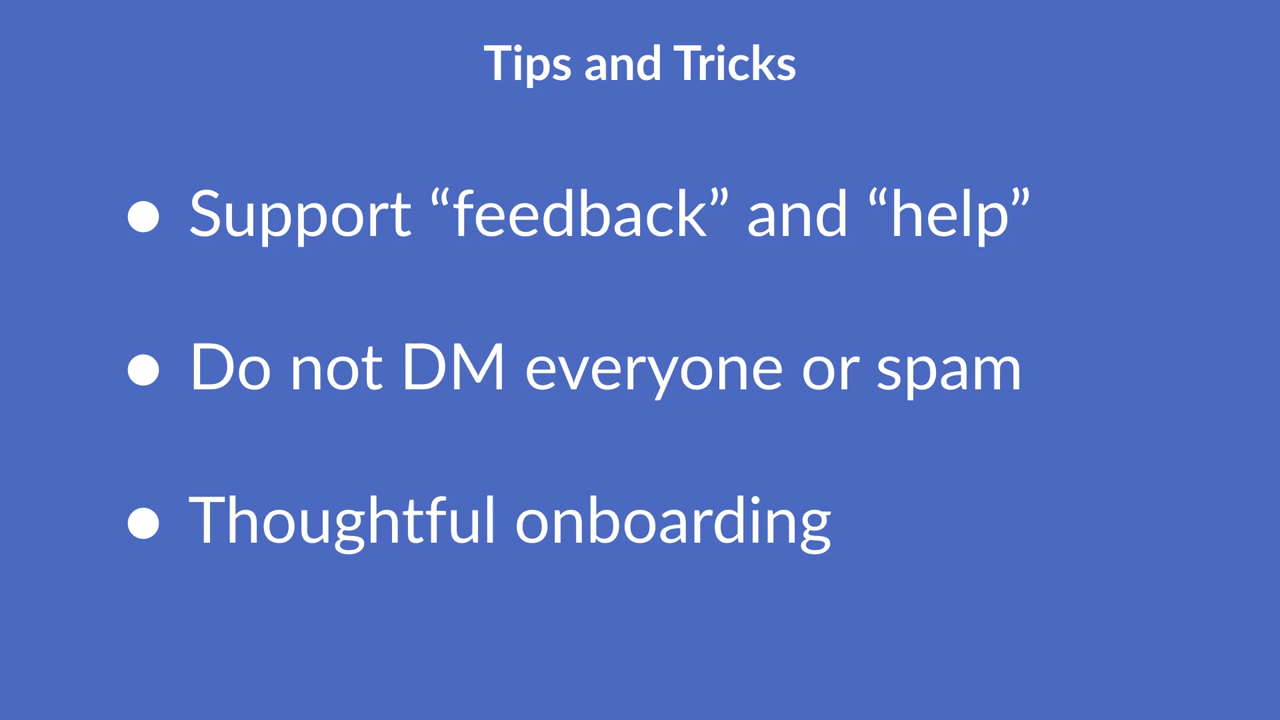 Tips and Tricks
● Support “feedback” and “help”
● Do not DM everyone or spam
● Thoughtful onboarding